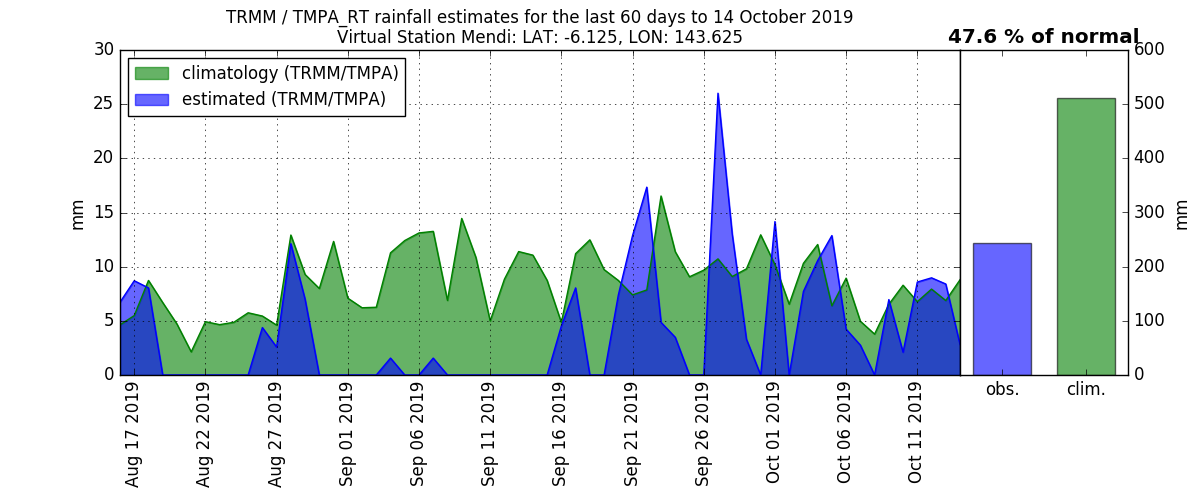 TRMM / TMPA_RT rainfall estimates for the last 60 days to 14 October 2019
Virtual Station Mendi: LAT: -6.125, LON: 143.625
47.6 % of normal
climatology (TRMM/TMPA)
estimated (TRMM/TMPA)
mm
30
25
20
15
10
5
0
Aug 17 2019
Aug 22 2019
Aug 27 2019
Sep 01 2019
Sep 06 2019
Sep 11 2019
Sep 16 2019
Sep 21 2019
Sep 26 2019
Oct 01 2019
Oct 06 2019
Oct 11 2019
obs.
clim.
600
500
400
300
200
100
0
mm